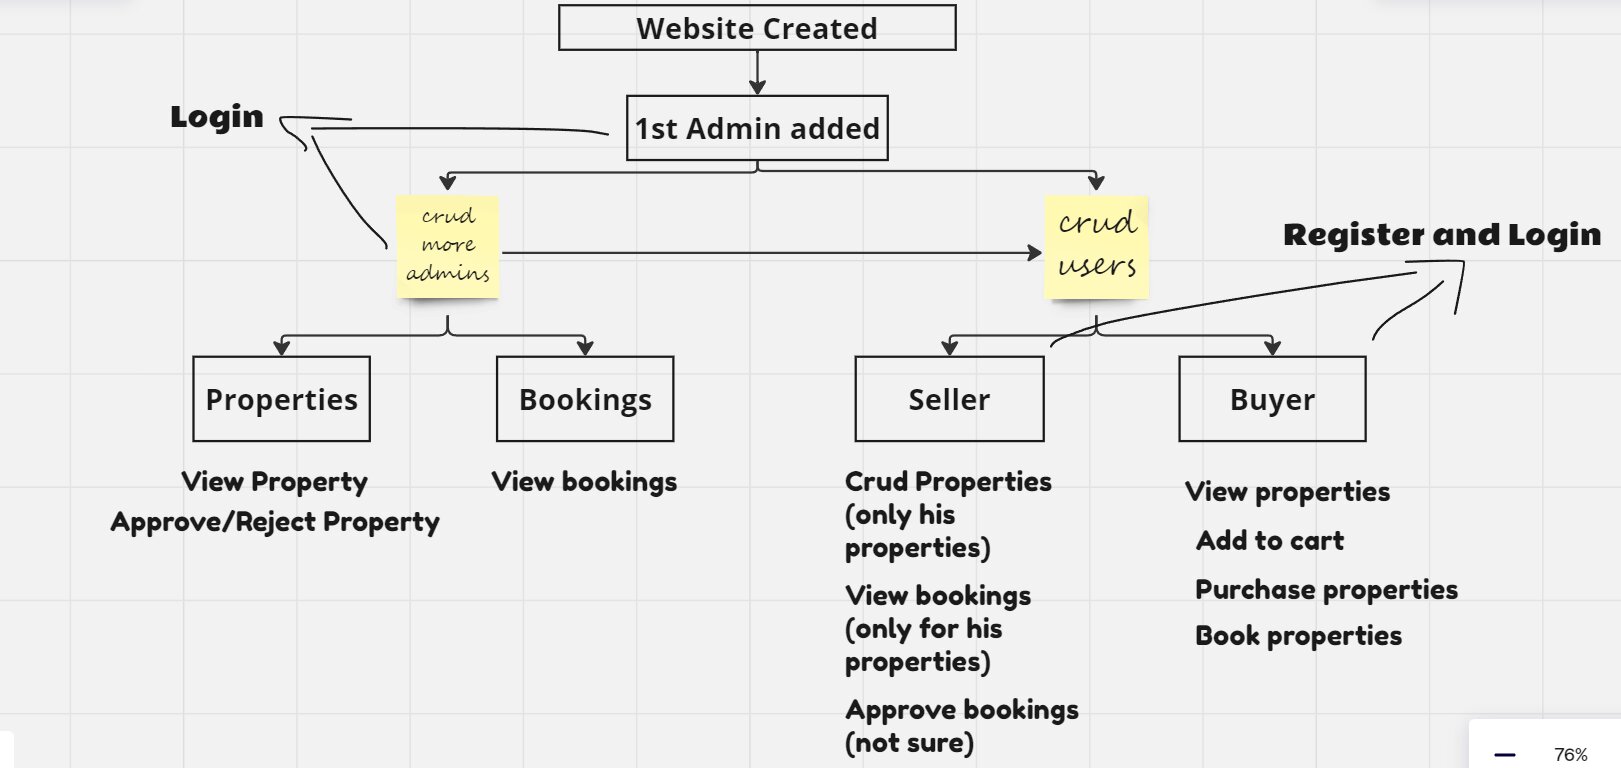 Website Created
Login
1st Admin added
crud
more
admins
crud
users
Register and Login
Properties
Bookings
Seller
Buyer
View Property
Approve/Reject Property
View bookings
Crud Properties
(only his
properties)
View bookings
(only for his
properties)
Approve bookings
(not sure)
View properties
Add to cart
Purchase properties
Book properties
76%